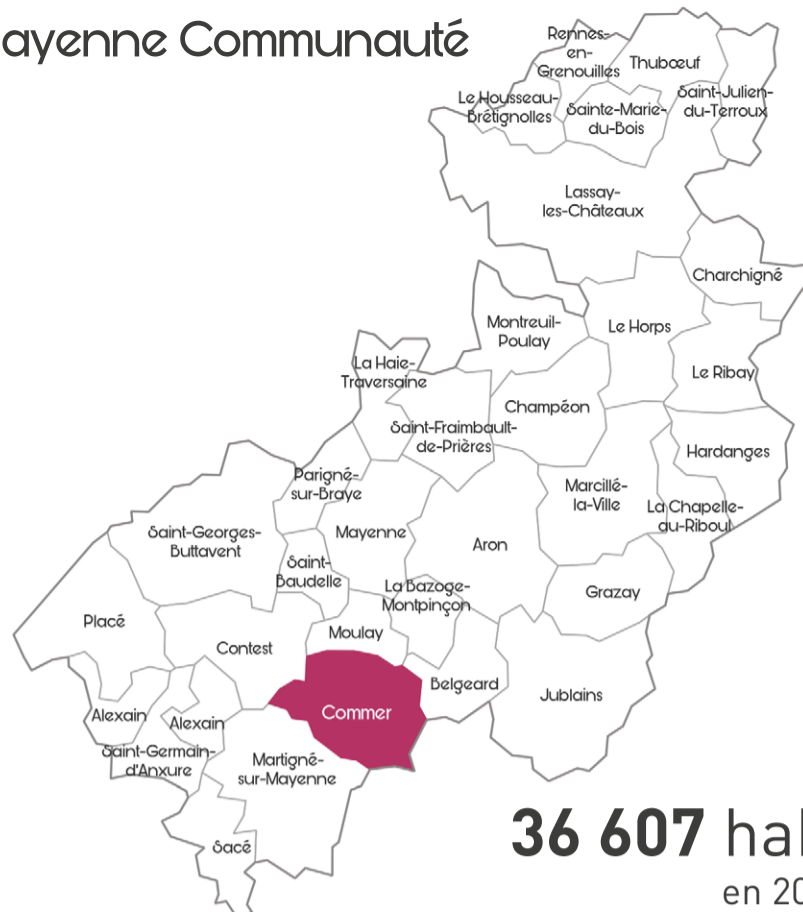 ayenne Communauté
Rennes-
en-
Grenouilles
Thubœuf
Le Housseau-
Brétignolles
Sainte-Marie-
du-Bois
Saint-Julien-
du-Terroux
Lassay-
les-Châteaux
Charchigné
Montreuil-
Poulay
Le Horps
La Haie-
Traversaine
Le Ribay
Champéon
Saint-Fraimbault-
de-Prières
Hardanges
Parigné-
sur-Braye
Marcillé-
la-Ville
La Chapelle-
au-Riboul
Saint-Georges-
Buttavent
Mayenne
Aron
Saint-
Baudelle
La Bazoge-
Montpinçon
Grazay
Placé
Contest
Moulay
Belgeard
Jublains
Alexain
Alexain
Commer
Saint-Germain-
d'Anxure
Martigné-
sur-Mayenne
Sacé
36 607 hal
en 20